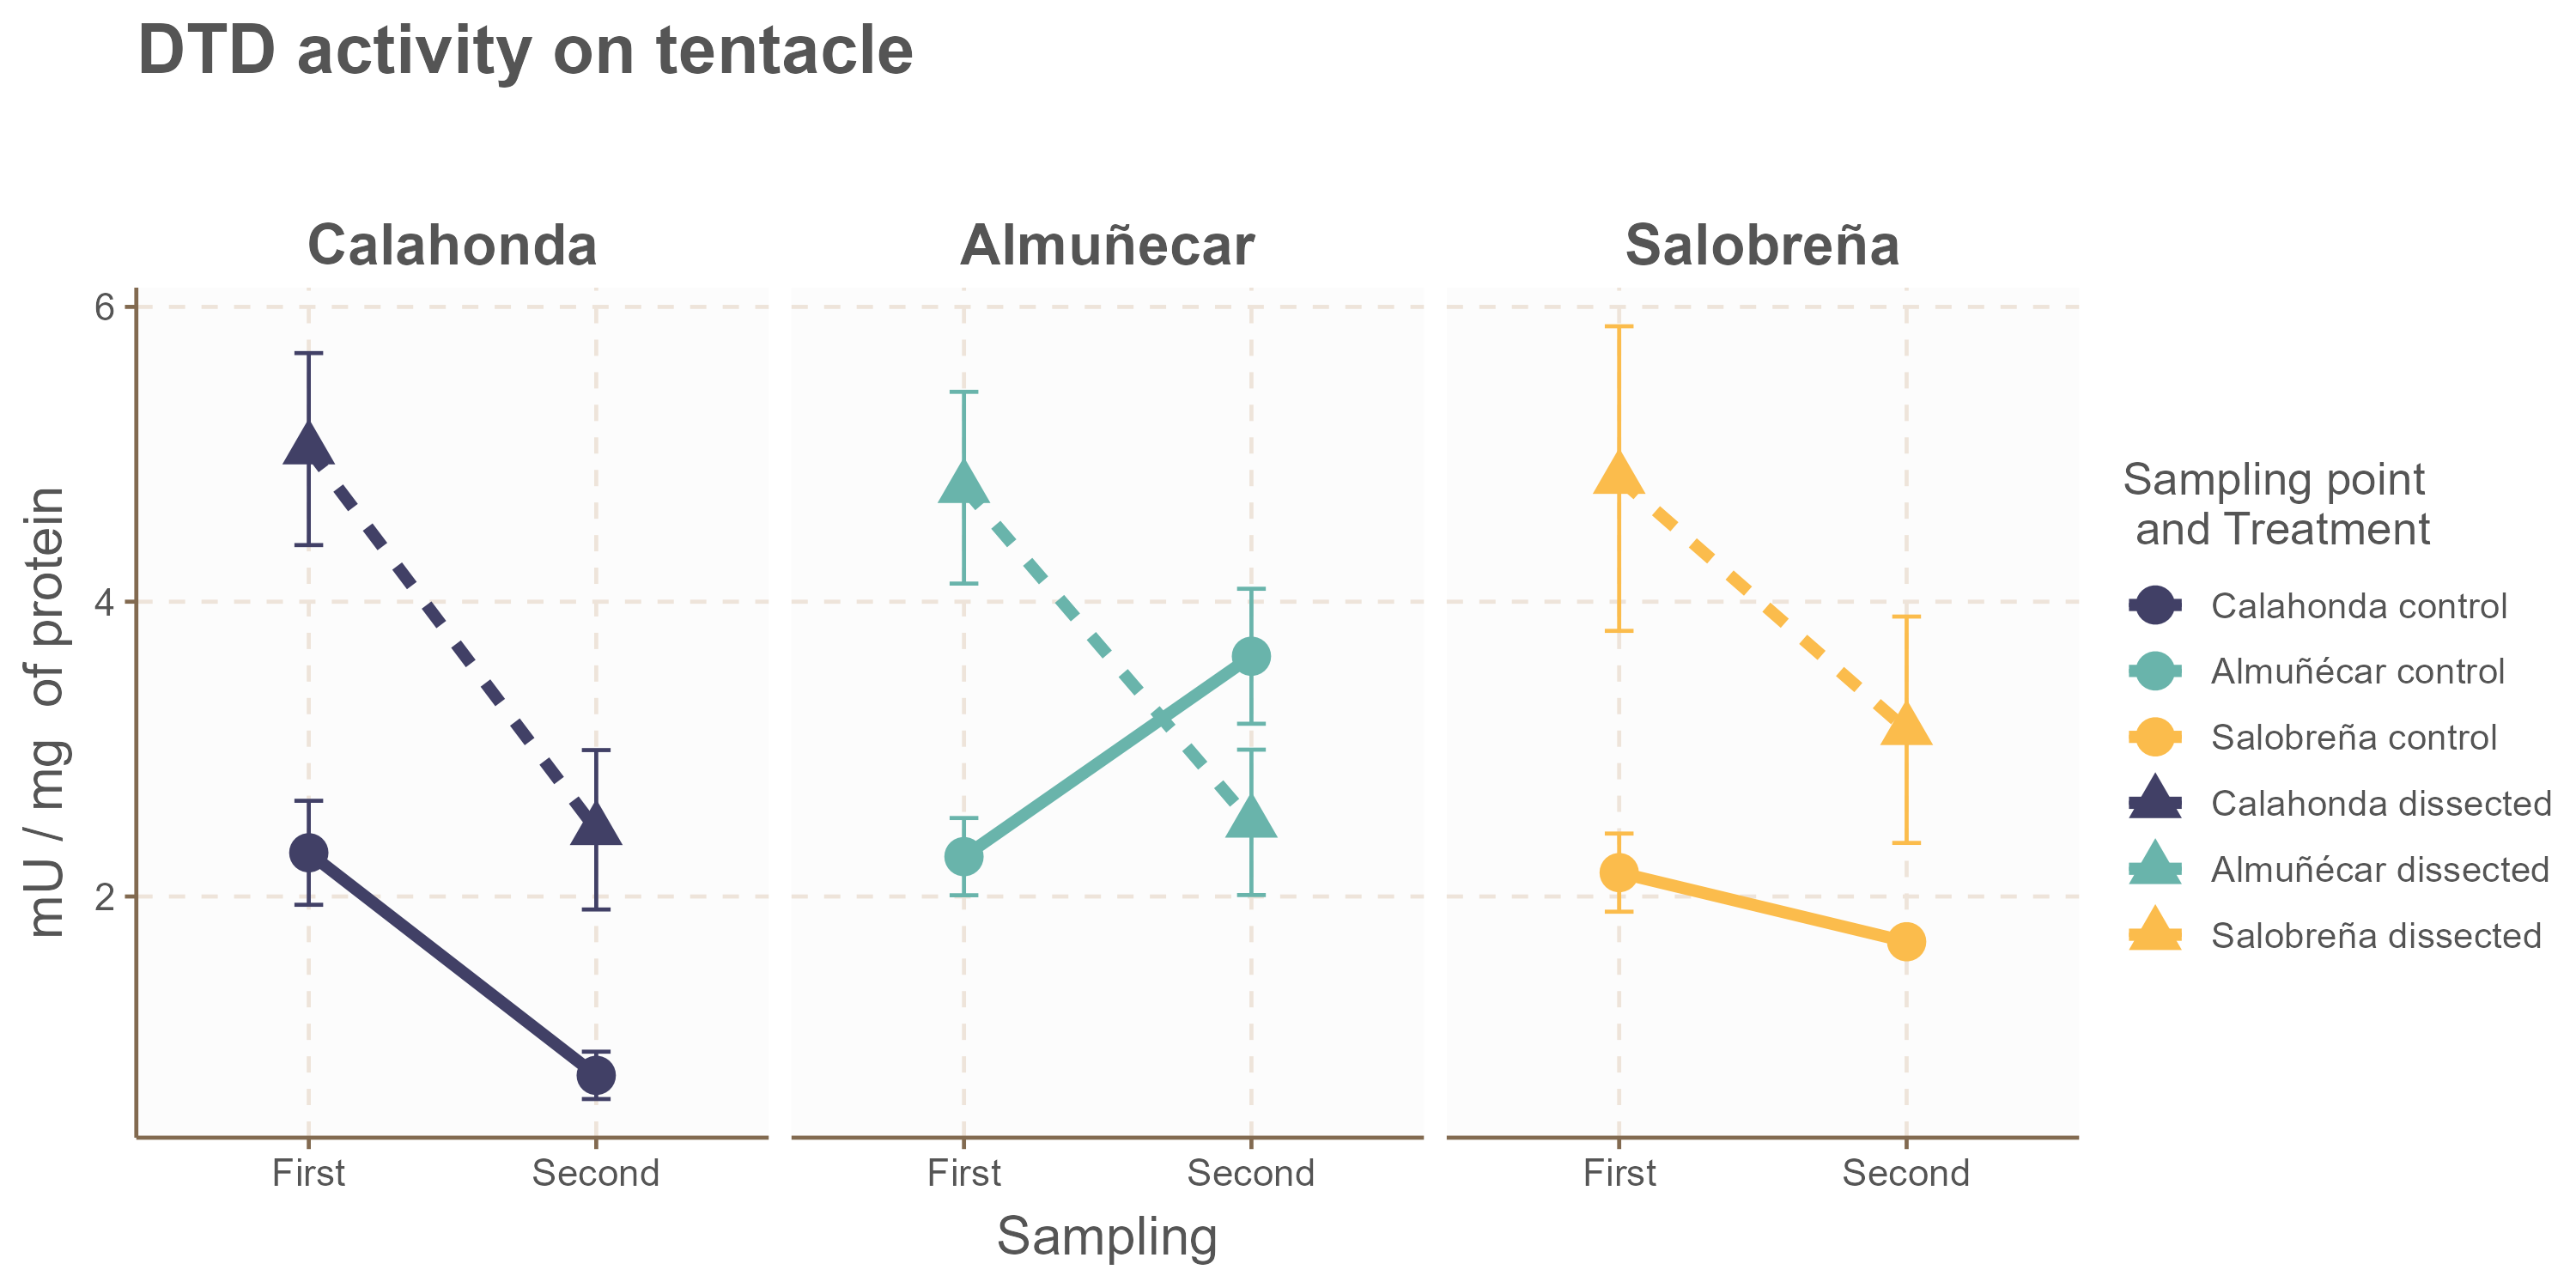 DTD activity on tentacle
Calahonda
Almuñecar
Salobreña
mU / mg of protein
6
4
2
First
Second
First
Second
First
Second
Sampling
Sampling point
and Treatment
Calahonda control
Almuñécar control
Salobreña control
Calahonda dissected
Almuñécar dissected
Salobreña dissected